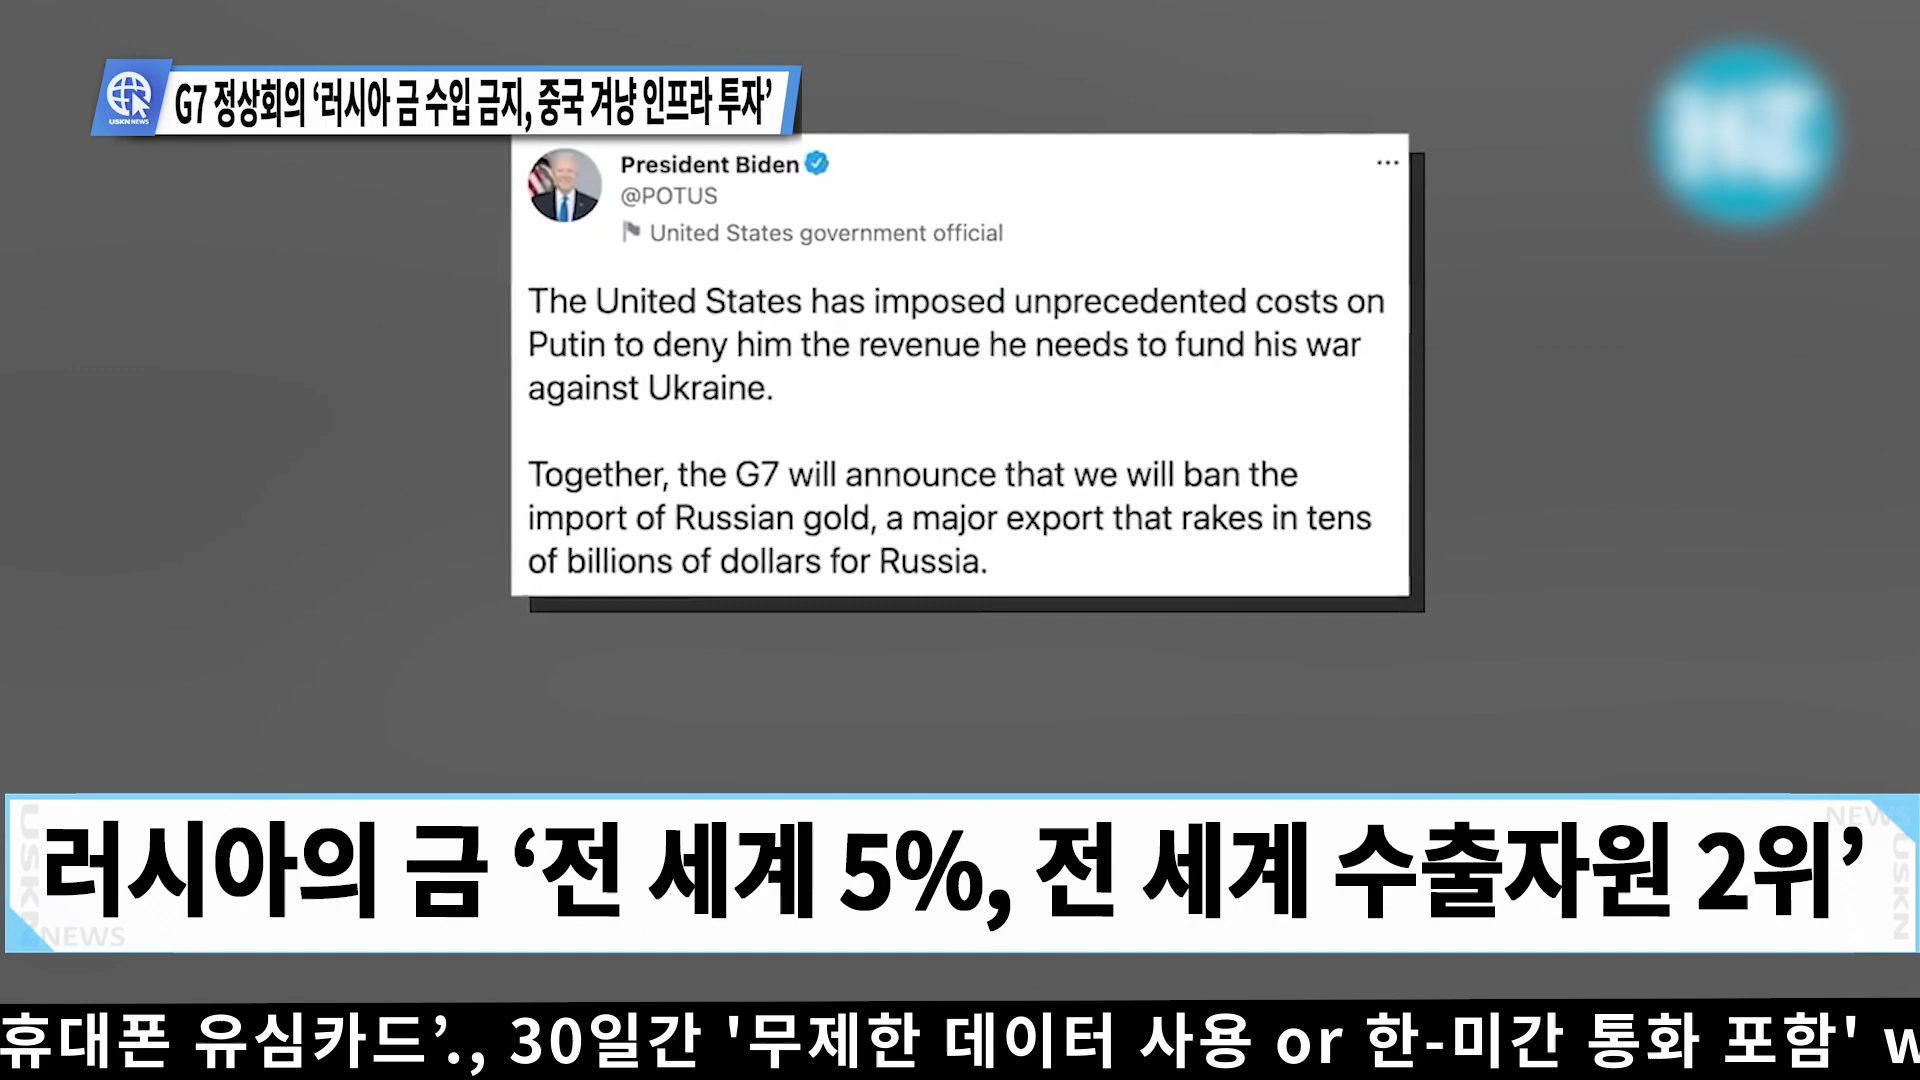 G7 정상회의 ‘러시아 금 수입 금지, 중국 겨냥 인프라 투자’
USKN NEWS
President Biden
@POTUS
United States government official
The United States has imposed unprecedented costs on
Putin to deny him the revenue he needs to fund his war
against Ukraine.
Together, the G7 will announce that we will ban the
import of Russian gold, a major export that rakes in tens
of billions of dollars for Russia.
러시아의 금 ‘전 세계 5%, 전 세계 수출자원 2위’
USKN
NEWS
NEWS
USKN
휴대폰 유심카드’., 30일간 '무제한 데이터 사용 or 한-미간 통화 포함' w